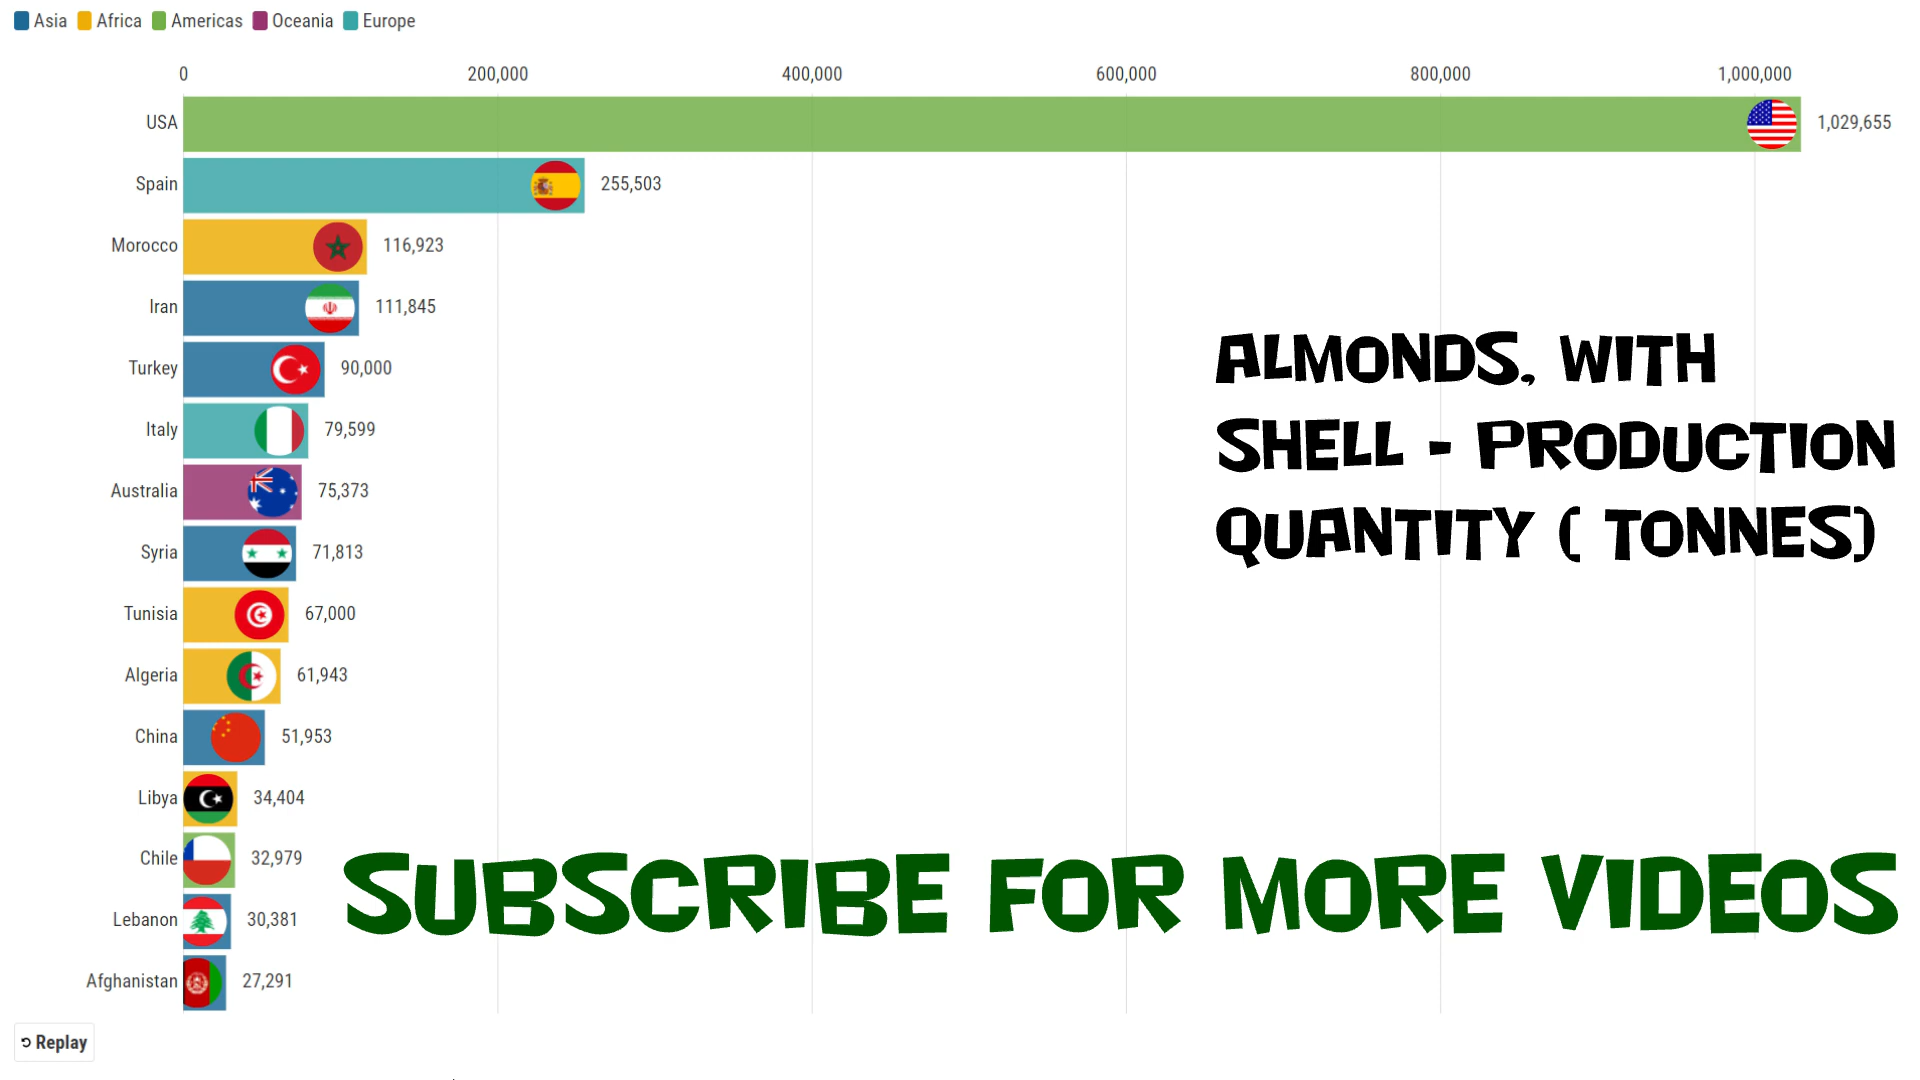 Asia Africa Americas Oceania Europe
0 200,000 400,000 600,000 800,000 1,000,000
USA 1,029,655
Spain 255,503
Morocco 116,923
Iran 111,845
Turkey 90,000
Italy 79,599
Australia 75,373
Syria 71,813
Tunisia 67,000
Algeria 61,943
China 51,953
Libya 34,404
Chile 32,979
Lebanon 30,381
Afghanistan 27,291
ALMONDS, WITH
SHELL - PRODUCTION
QUANTITY ( TONNES)
SUBSCRIBE FOR MORE VIDEOS
Replay